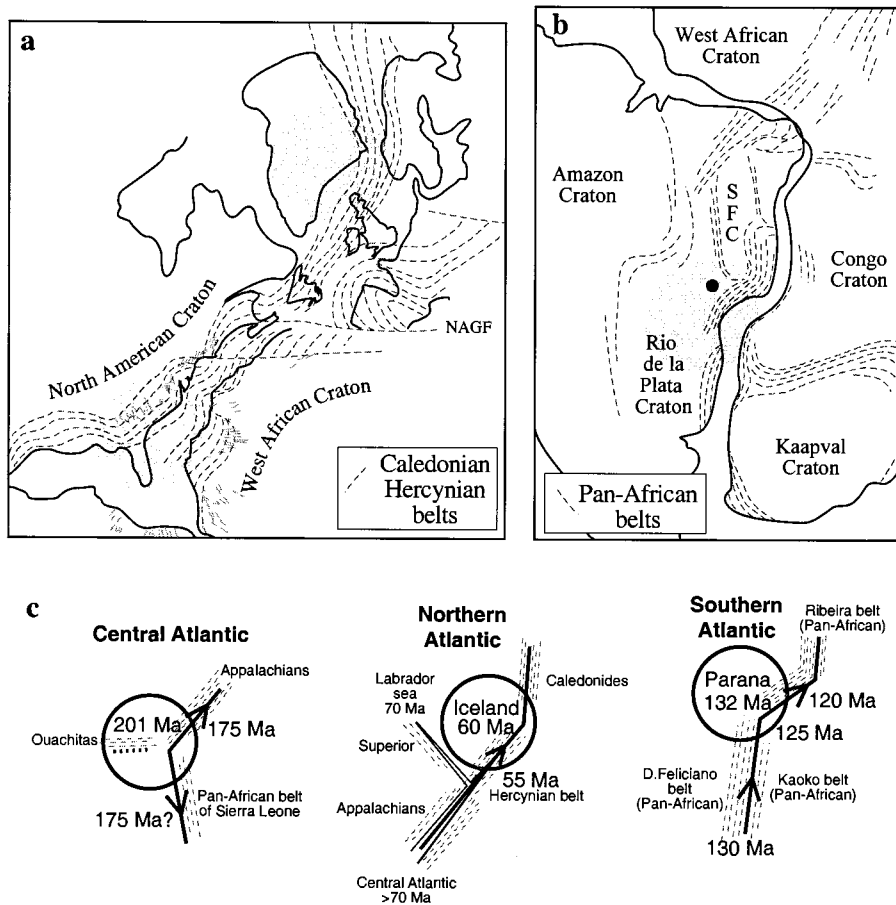 a
North American Craton
West African Craton
NAGF
Caledonian
Hercynian
belts
b
West African
Craton
Amazon
Craton
S
F
C
Congo
Craton
Rio
de la
Plata
Craton
Kaapval
Craton
Pan-African
belts
c
Central Atlantic
Appalachians
201 Ma
175 Ma
Ouachitas
175 Ma?
Pan-African belt
of Sierra Leone
Northern
Atlantic
Labrador
sea
70 Ma
Caledonides
Iceland
60 Ma
Superior
55 Ma
Hercynian belt
Appalachians
Central Atlantic
>70 Ma
Southern
Atlantic
Ribeira belt
(Pan-African)
Parana
132 Ma
120 Ma
125 Ma
D.Feliciano
belt
(Pan-African)
Kaoko belt
(Pan-African)
130 Ma